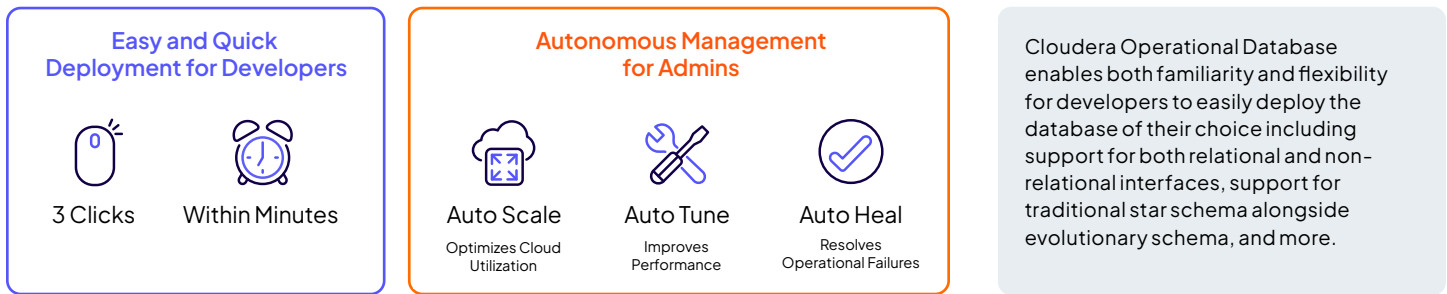 Easy and Quick
Deployment for Developers
3 Clicks
Within Minutes
Autonomous Management
for Admins
Auto Scale
Optimizes Cloud
Utilization
Auto Tune
Improves
Performance
Auto Heal
Resolves
Operational Failures
Cloudera Operational Database
enables both familiarity and flexibility
for developers to easily deploy the
database of their choice including
support for both relational and non-
relational interfaces, support for
traditional star schema alongside
evolutionary schema, and more.